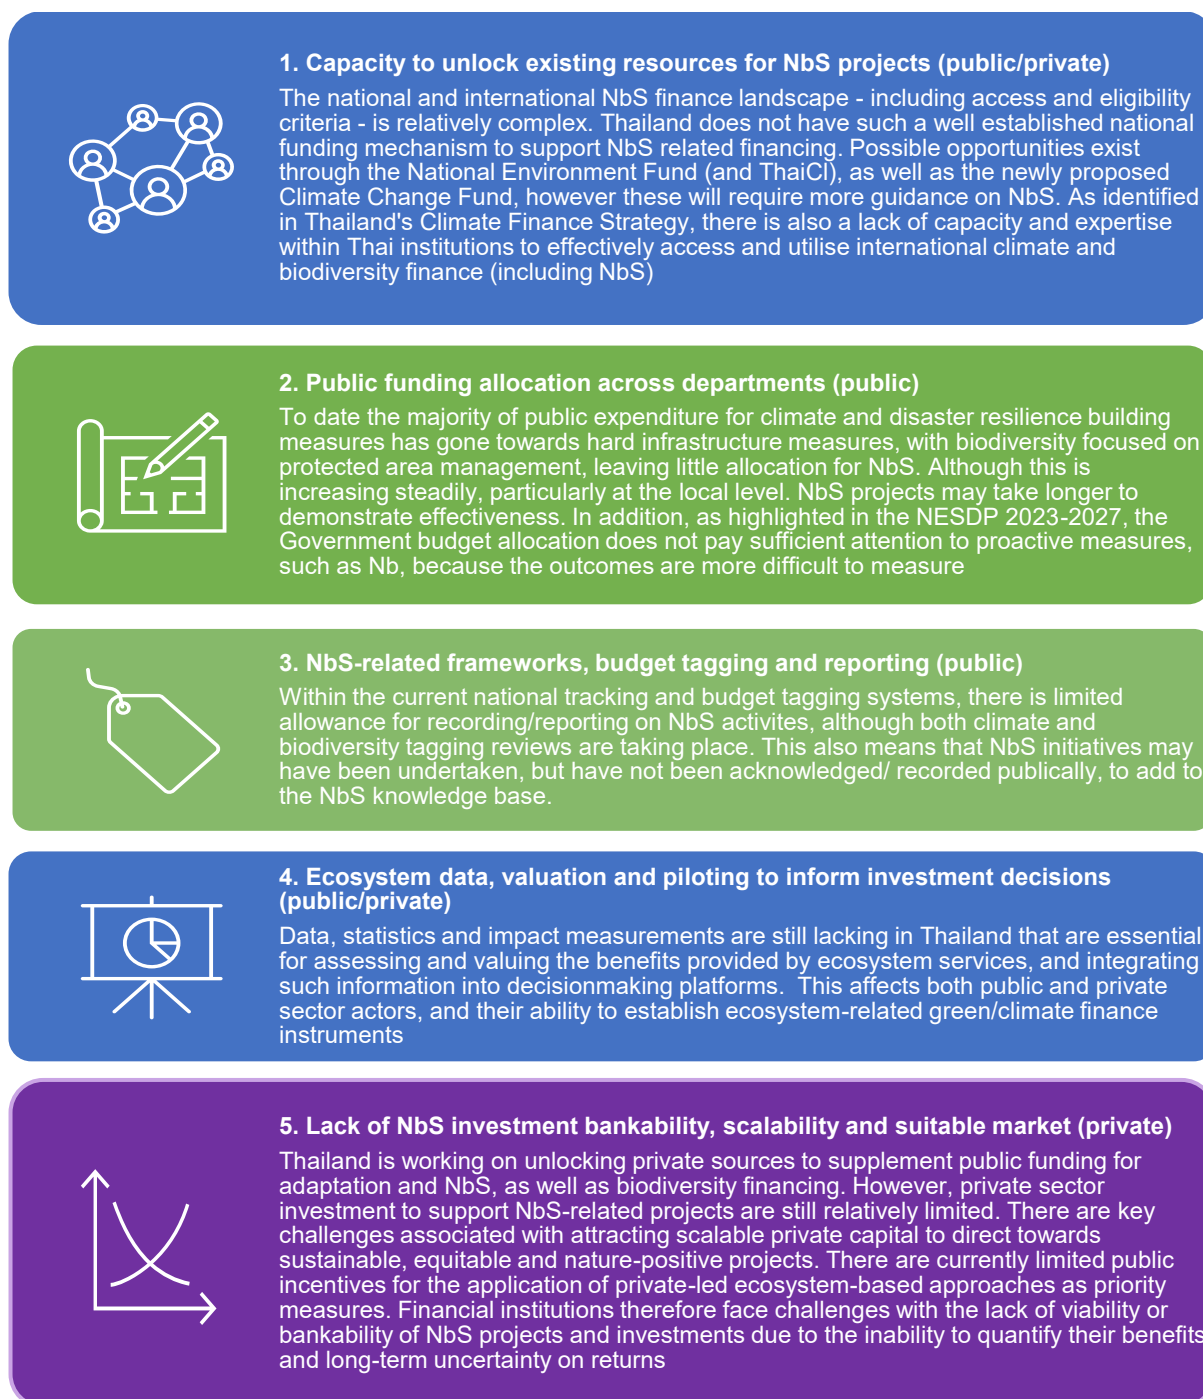 1. Capacity to unlock existing resources for NbS projects (public/private)
The national and international NbS finance landscape - including access and eligibility
criteria - is relatively complex. Thailand does not have such a well established national
funding mechanism to support NbS related financing. Possible opportunities exist
through the National Environment Fund (and ThaiCI), as well as the newly proposed
Climate Change Fund, however these will require more guidance on NbS. As identified
in Thailand's Climate Finance Strategy, there is also a lack of capacity and expertise
within Thai institutions to effectively access and utilise international climate and
biodiversity finance (including NbS)
2. Public funding allocation across departments (public)
To date the majority of public expenditure for climate and disaster resilience building
measures has gone towards hard infrastructure measures, with biodiversity focused on
protected area management, leaving little allocation for NbS. Although this is
increasing steadily, particularly at the local level. NbS projects may take longer to
demonstrate effectiveness. In addition, as highlighted in the NESDP 2023-2027, the
Government budget allocation does not pay sufficient attention to proactive measures,
such as Nb, because the outcomes are more difficult to measure
3. NbS-related frameworks, budget tagging and reporting (public)
Within the current national tracking and budget tagging systems, there is limited
allowance for recording/reporting on NbS activites, although both climate and
biodiversity tagging reviews are taking place. This also means that NbS initiatives may
have been undertaken, but have not been acknowledged/ recorded publically, to add to
the NbS knowledge base.
4. Ecosystem data, valuation and piloting to inform investment decisions
(public/private)
Data, statistics and impact measurements are still lacking in Thailand that are essential
for assessing and valuing the benefits provided by ecosystem services, and integrating
such information into decisionmaking platforms.  This affects both public and private
sector actors, and their ability to establish ecosystem-related green/climate finance
instruments
5. Lack of NbS investment bankability, scalability and suitable market (private)
Thailand is working on unlocking private sources to supplement public funding for
adaptation and NbS, as well as biodiversity financing. However, private sector
investment to support NbS-related projects are still relatively limited. There are key
challenges associated with attracting scalable private capital to direct towards
sustainable, equitable and nature-positive projects. There are currently limited public
incentives for the application of private-led ecosystem-based approaches as priority
measures. Financial institutions therefore face challenges with the lack of viability or
bankability of NbS projects and investments due to the inability to quantify their benefits
and long-term uncertainty on returns